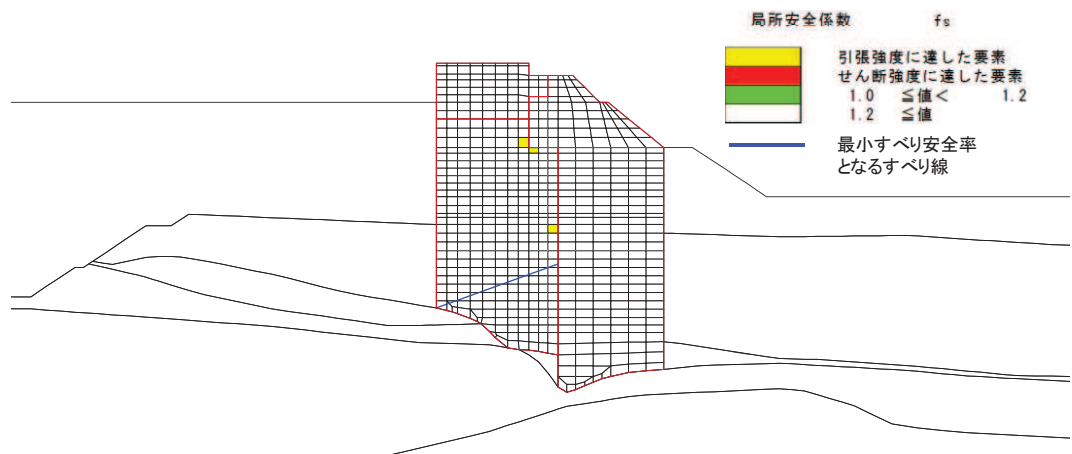 局所安全係数 fs
引張強度に達した要素
せん断強度に達した要素
1.0 ≦値< 1.2
1.2 ≦値
最小すべり安全率
となるすべり線